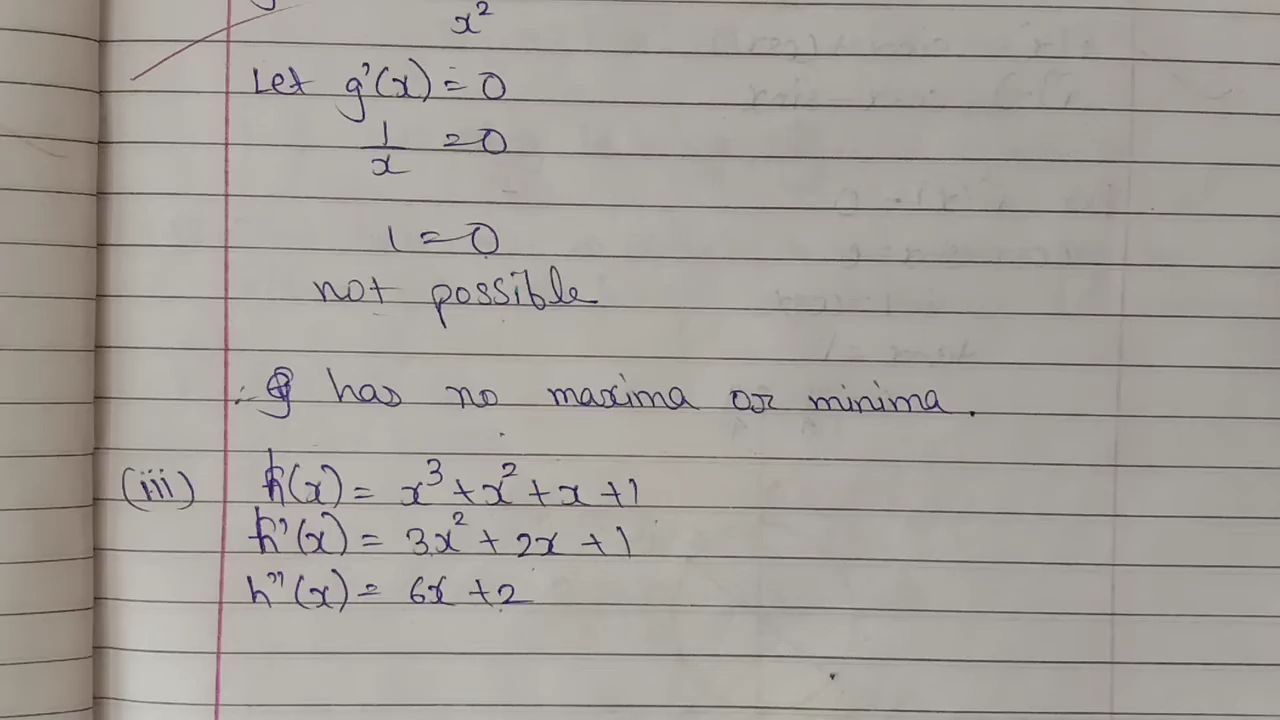 x²
Let g'(x) = 0
1/x = 0
1 = 0
not possible
∴ g has no maxima or minima.
(iii) h(x) = x³ + x² + x + 1
h'(x) = 3x² + 2x + 1
h''(x) = 6x + 2